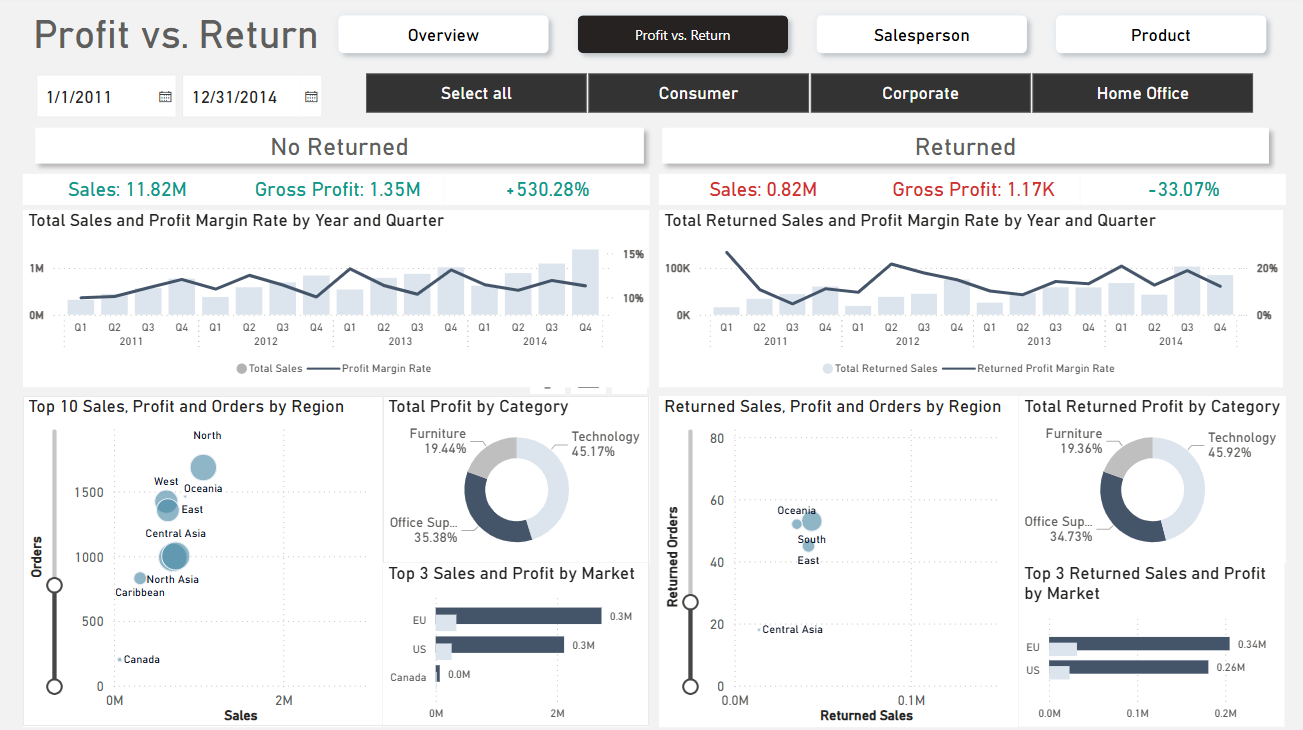 Profit vs. Return
Overview
Profit vs. Return
Salesperson
Product
1/1/2011
12/31/2014
Select all
Consumer
Corporate
Home Office
No Returned
Sales: 11.82M
Gross Profit: 1.35M
+530.28%
Total Sales and Profit Margin Rate by Year and Quarter
1M
0M
15%
10%
Q1 Q2 Q3 Q4 Q1 Q2 Q3 Q4 Q1 Q2 Q3 Q4 Q1 Q2 Q3 Q4
2011 2012 2013 2014
Total Sales
Profit Margin Rate
Returned
Sales: 0.82M
Gross Profit: 1.17K
-33.07%
Total Returned Sales and Profit Margin Rate by Year and Quarter
100K
0K
20%
0%
Q1 Q2 Q3 Q4 Q1 Q2 Q3 Q4 Q1 Q2 Q3 Q4 Q1 Q2 Q3 Q4
2011 2012 2013 2014
Total Returned Sales
Returned Profit Margin Rate
Top 10 Sales, Profit and Orders by Region
Orders
1500
1000
500
0
North
West
Oceania
East
Central Asia
North Asia
Caribbean
Canada
0M
2M
Sales
Total Profit by Category
Furniture
19.44%
Technology
45.17%
Office Sup...
35.38%
Top 3 Sales and Profit by Market
EU
0.3M
US
0.3M
Canada
0.0M
0M
2M
Returned Sales, Profit and Orders by Region
Returned Orders
80
60
40
20
0
Oceania
South
East
Central Asia
0.0M
0.1M
Returned Sales
Total Returned Profit by Category
Furniture
19.36%
Technology
45.92%
Office Sup...
34.73%
Top 3 Returned Sales and Profit
by Market
EU
0.34M
US
0.26M
0.0M
0.1M
0.2M